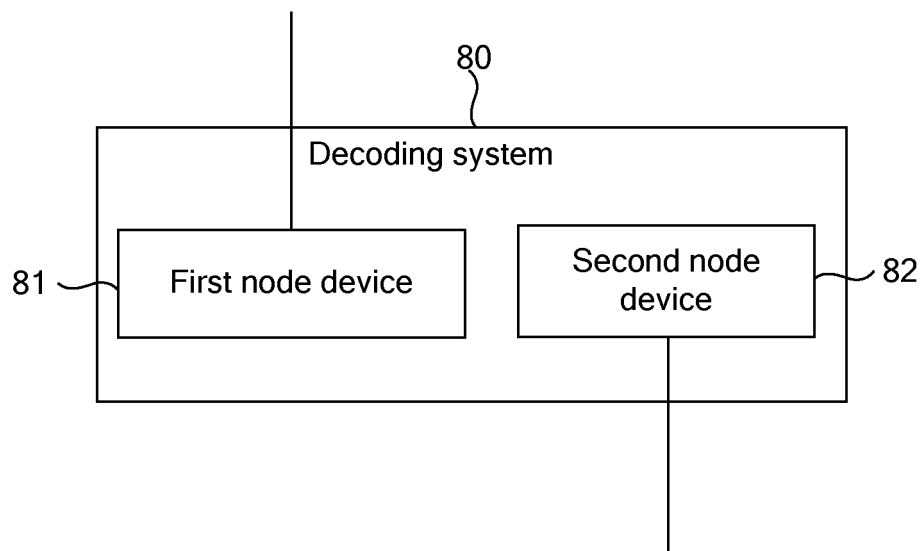 80
Decoding system
81
First node device
Second node
device
82